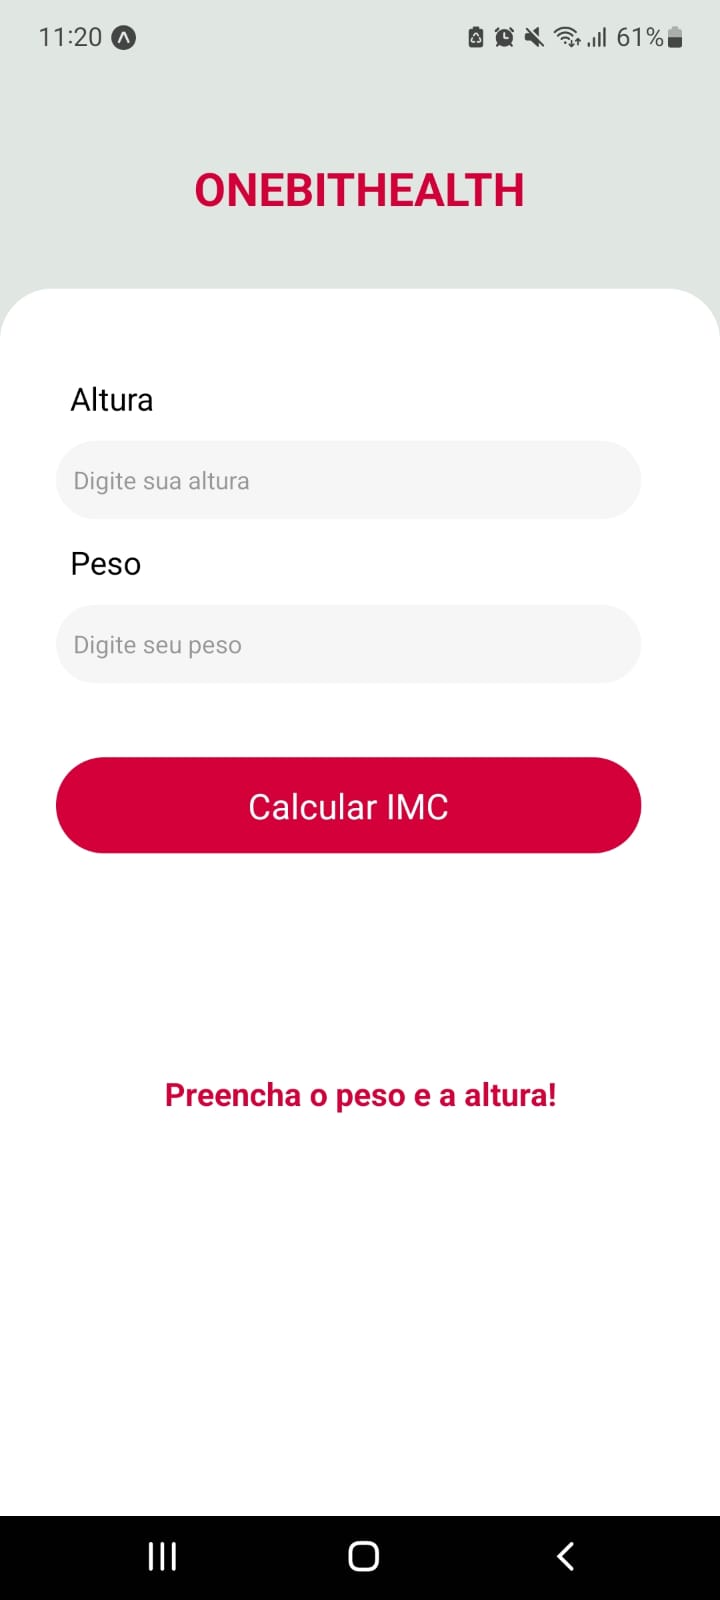 11:20
61%
ONEBITHEALTH
Altura
Digite sua altura
Peso
Digite seu peso
Calcular IMC
Preencha o peso e a altura!